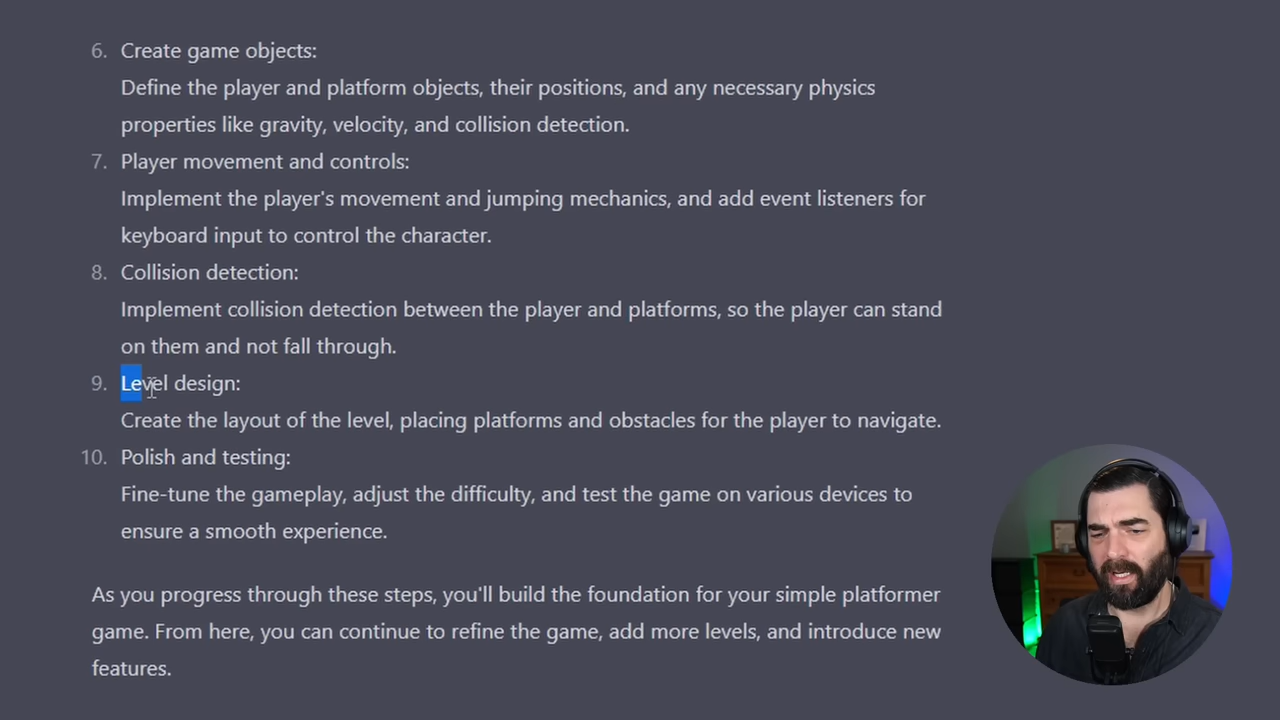 6. Create game objects:
Define the player and platform objects, their positions, and any necessary physics
properties like gravity, velocity, and collision detection.
7. Player movement and controls:
Implement the player's movement and jumping mechanics, and add event listeners for
keyboard input to control the character.
8. Collision detection:
Implement collision detection between the player and platforms, so the player can stand
on them and not fall through.
9. Level design:
Create the layout of the level, placing platforms and obstacles for the player to navigate.
10. Polish and testing:
Fine-tune the gameplay, adjust the difficulty, and test the game on various devices to
ensure a smooth experience.
As you progress through these steps, you'll build the foundation for your simple platformer
game. From here, you can continue to refine the game, add more levels, and introduce new
features.